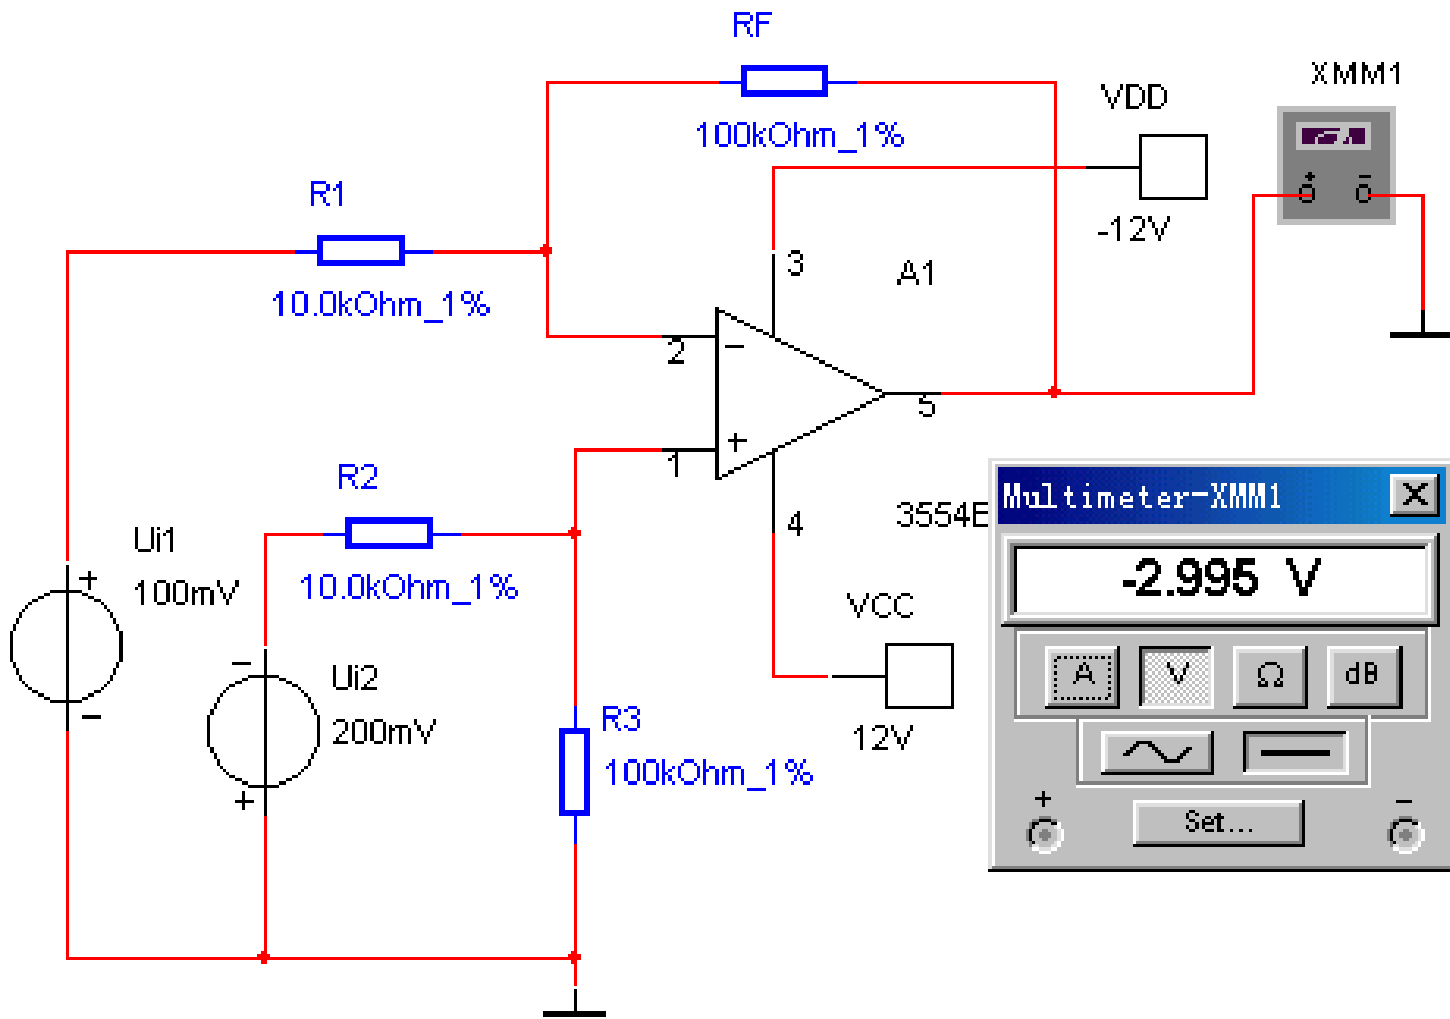 RF
100kOhm_1%
XMM1
VDD
-12V
R1
10.0kOhm_1%
3
A1
2
5
1
R2
10.0kOhm_1%
4
3554E
Ui1
100mV
VCC
12V
Ui2
200mV
R3
100kOhm_1%
Multimeter-XMM1
-2.995 V
A V Ω dB
Set...